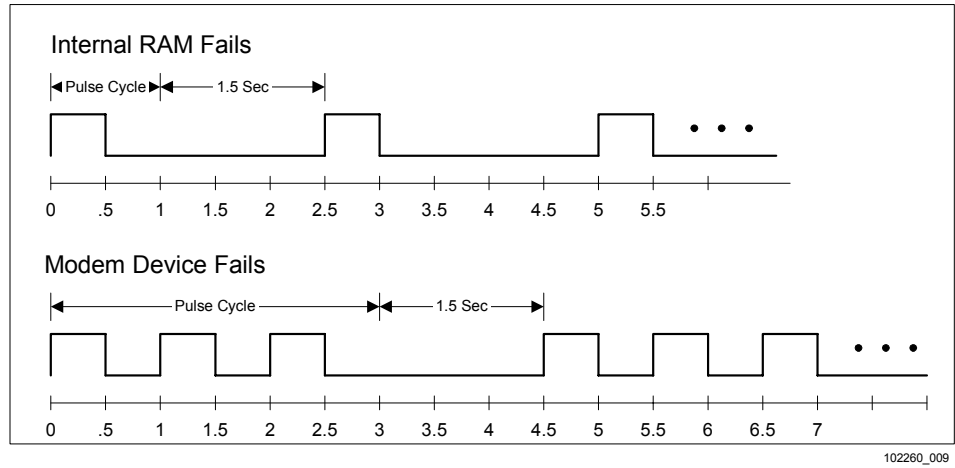 Internal RAM Fails
Pulse Cycle 1.5 Sec
0 .5 1 1.5 2 2.5 3 3.5 4 4.5 5 5.5
Modem Device Fails
Pulse Cycle 1.5 Sec
0 .5 1 1.5 2 2.5 3 3.5 4 4.5 5 5.5 6 6.5 7
102260_009